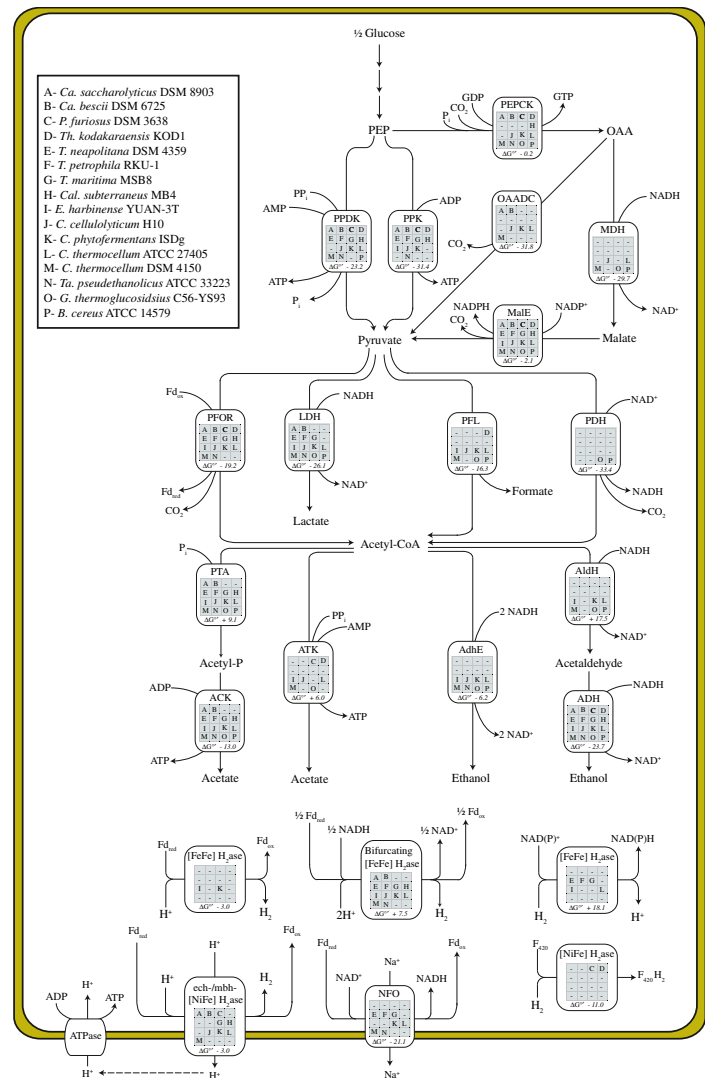 ½ Glucose
A- Ca. saccharolyticus DSM 8903
B- Ca. bescii DSM 6725
C- P. furiosus DSM 3638
D- Th. kodakaraensis KOD1
E- T. neapolitana DSM 4359
F- T. petrophila RKU-1
G- T. maritima MSB8
H- Cal. subterraneus MB4
I- E. harbinense YUAN-3T
J- C. cellulolyticum H10
K- C. phytofermentans ISDg
L- C. thermocellum ATCC 27405
M- C. thermocellum DSM 4150
N- Ta. pseudethanolicus ATCC 33223
O- G. thermoglucosidsius C56-YS93
P- B. cereus ATCC 14579
PEP
Pi
CO2
GDP
PEPCK
A B C D
- - - H
- J K L
M N O P
ΔG°' - 0.2
GTP
OAA
PPi
AMP
PPDK
A B C D
E F G H
I J K L
M N - -
ΔG°' - 23.2
ATP
Pi
ADP
PPK
A B C D
E F G H
I J K L
M N O P
ΔG°' - 31.4
ATP
OAADC
A B - -
- - - -
- J K L
M - - -
ΔG°' - 31.8
CO2
NADH
MDH
- - - -
- - - -
- J - L
M - O P
ΔG°' - 29.7
NAD+
NADPH
CO2
MalE
A B C D
E F G H
I J K L
M N O P
ΔG°' - 2.1
NADP+
Pyruvate
Malate
Fdox
PFOR
A B C D
E F G H
I J K L
M N - -
ΔG°' - 19.2
Fdred
CO2
NADH
LDH
A B - -
E F G -
I J K L
M N O P
ΔG°' - 26.1
NAD+
Lactate
PFL
- - - D
- - - -
I J K L
M - O P
ΔG°' - 16.3
Formate
NAD+
PDH
- - - -
- - - -
- - - -
- - O P
ΔG°' - 33.4
NADH
CO2
Acetyl-CoA
Pi
PTA
A B - -
E F G H
I J K L
M N O P
ΔG°' + 9.1
Acetyl-P
PPi
AMP
ATK
- - C D
- - - -
I J - L
M - O -
ΔG°' + 6.0
ATP
Acetate
2 NADH
AdhE
- - - -
- - - -
I J K L
M N O P
ΔG°' - 6.2
2 NAD+
Ethanol
NADH
AldH
- - - -
- - - -
I - K L
M - O P
ΔG°' + 17.5
NAD+
Acetaldehyde
ADP
ACK
A B - -
E F G H
I J K L
M N O P
ΔG°' - 13.0
ATP
Acetate
NADH
ADH
A B C D
E F G H
I J K L
M N O P
ΔG°' - 23.7
NAD+
Ethanol
Fdred
[FeFe] H2ase
- - - -
- - - -
I - K -
- - - -
ΔG°' - 3.0
Fdox
H+
H2
½ Fdred
½ NADH
Bifurcating
[FeFe] H2ase
A B - -
E F G H
I J K L
M N - -
ΔG°' + 7.5
½ NAD+
½ Fdox
2H+
H2
NAD(P)+
[FeFe] H2ase
- - - -
E F G -
I - - L
- - - -
ΔG°' + 18.1
NAD(P)H
H2
H+
Fdred
H+
H+
ech-/mbh-
[NiFe] H2ase
A B C -
- - G H
- J K L
M - - -
ΔG°' - 3.0
H2
Fdox
H+
Fdred
NAD+
Na+
NFO
- - - -
E F G -
- - K L
- - - -
ΔG°' - 21.1
NADH
Fdox
Na+
F420
[NiFe] H2ase
- - C D
- - - -
- - - -
- - - -
ΔG°' - 11.0
F420H2
H2
ADP
H+
ATP
ATPase
H+